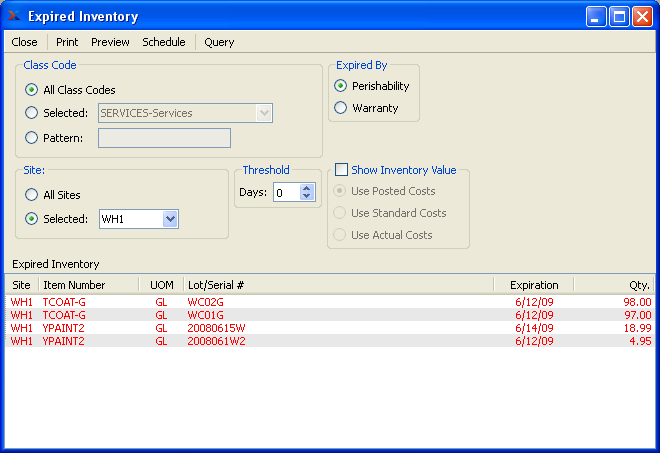 Expired Inventory
Close Print Preview Schedule Query
Class Code
All Class Codes
Selected: SERVICES-Services
Pattern:
Expired By
Perishability
Warranty
Site:
All Sites
Selected: WH1
Threshold
Days: 0
Show Inventory Value
Use Posted Costs
Use Standard Costs
Use Actual Costs
Expired Inventory
Site Item Number UOM Lot/Serial # Expiration Qty.
WH1 TCOAT-G GL WC02G 6/12/09 98.00
WH1 TCOAT-G GL WC01G 6/12/09 97.00
WH1 YPAINT2 GL 20080615W 6/14/09 18.99
WH1 YPAINT2 GL 2008061W2 6/12/09 4.95